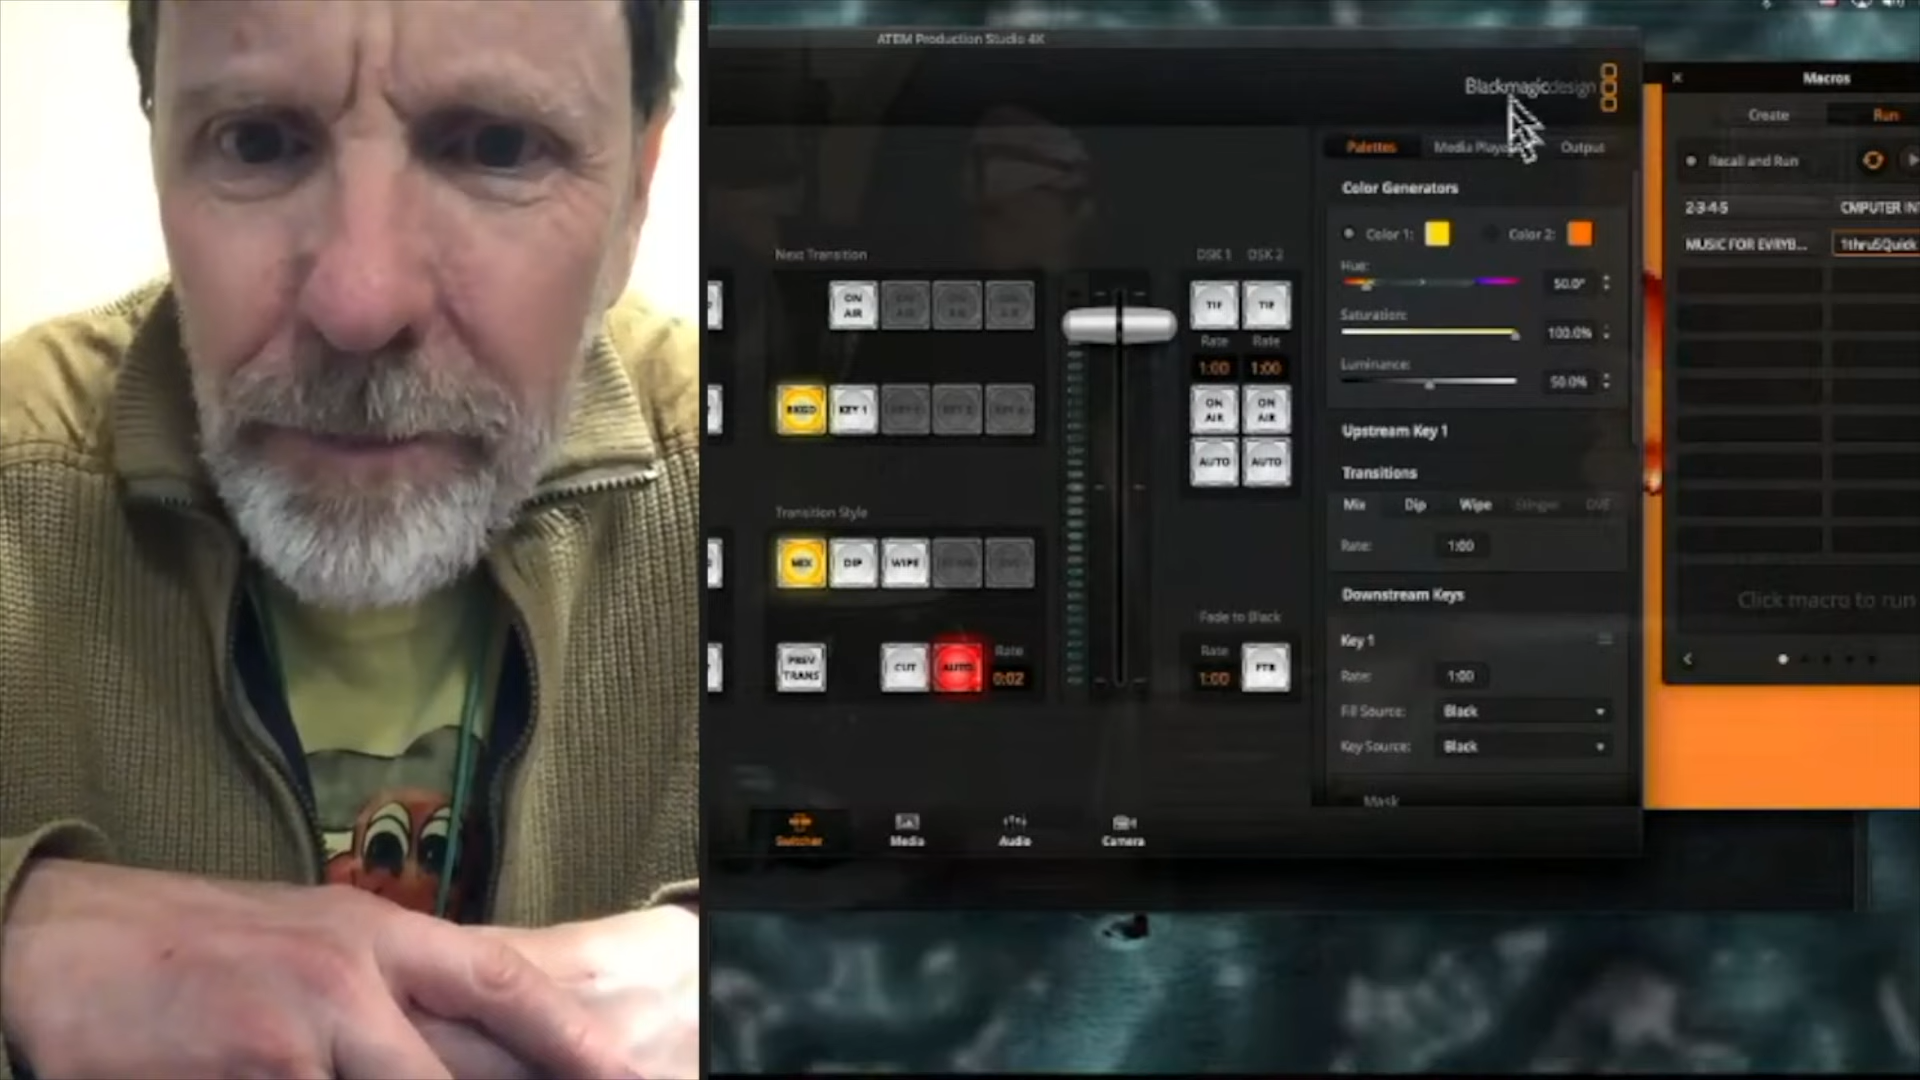 ATEM Production Studio 4K
Blackmagicdesign
Palettes
Output
Color Generators
Color 1:
Color 2:
Hue:
50.0°
Saturation:
100.0%
Luminance:
50.0%
Upstream Key 1
Transitions
Mix Dip Wipe Stinger DVE
Rate: 1:00
Downstream Keys
Key 1
Rate: 1:00
Fill Source: Black
Key Source: Black
Mask
Next Transition
ON AIR
BKGD KEY 1
Transition Style
MIX DIP WIPE
PREV TRANS
CUT AUTO
Rate
0:02
DSK 1 DSK 2
TIE TIE
Rate Rate
1:00 1:00
ON AIR ON AIR
AUTO AUTO
Fade to Black
Rate
1:00
FTB
Switcher Media Audio Camera
Macros
Create Run
Recall and Run
2-3-4-5
CMPUTER
MUSIC FOR EVRYB...
1thru5Quick
Click macro to run